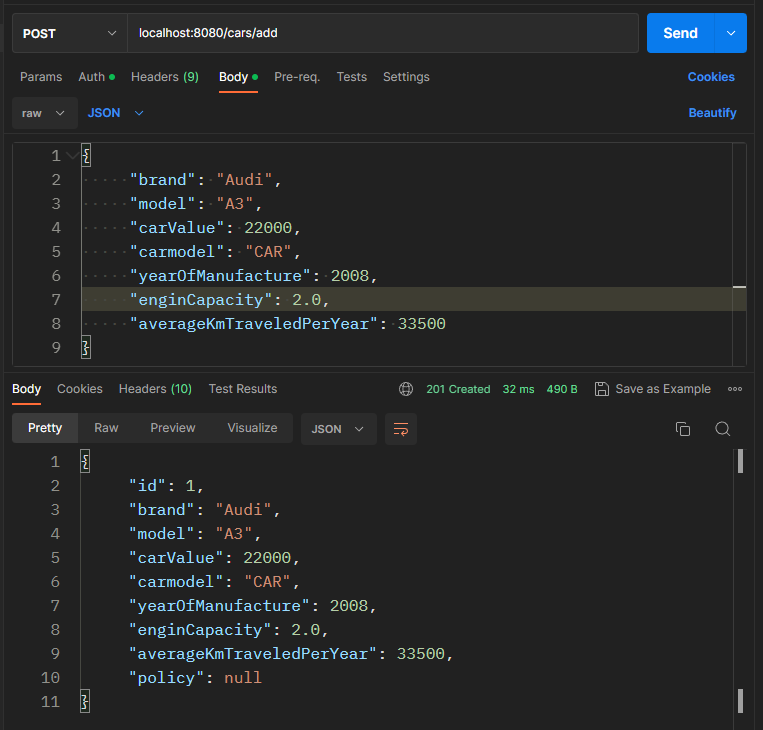 POST localhost:8080/cars/add Send
Params Auth Headers (9) Body Pre-req. Tests Settings Cookies
raw JSON Beautify
1 {
2 "brand": "Audi",
3 "model": "A3",
4 "carValue": 22000,
5 "carmodel": "CAR",
6 "yearOfManufacture": 2008,
7 "enginCapacity": 2.0,
8 "averageKmTraveledPerYear": 33500
9 }
Body Cookies Headers (10) Test Results 201 Created 32 ms 490 B Save as Example
Pretty Raw Preview Visualize JSON
1 {
2 "id": 1,
3 "brand": "Audi",
4 "model": "A3",
5 "carValue": 22000,
6 "carmodel": "CAR",
7 "yearOfManufacture": 2008,
8 "enginCapacity": 2.0,
9 "averageKmTraveledPerYear": 33500,
10 "policy": null
11 }